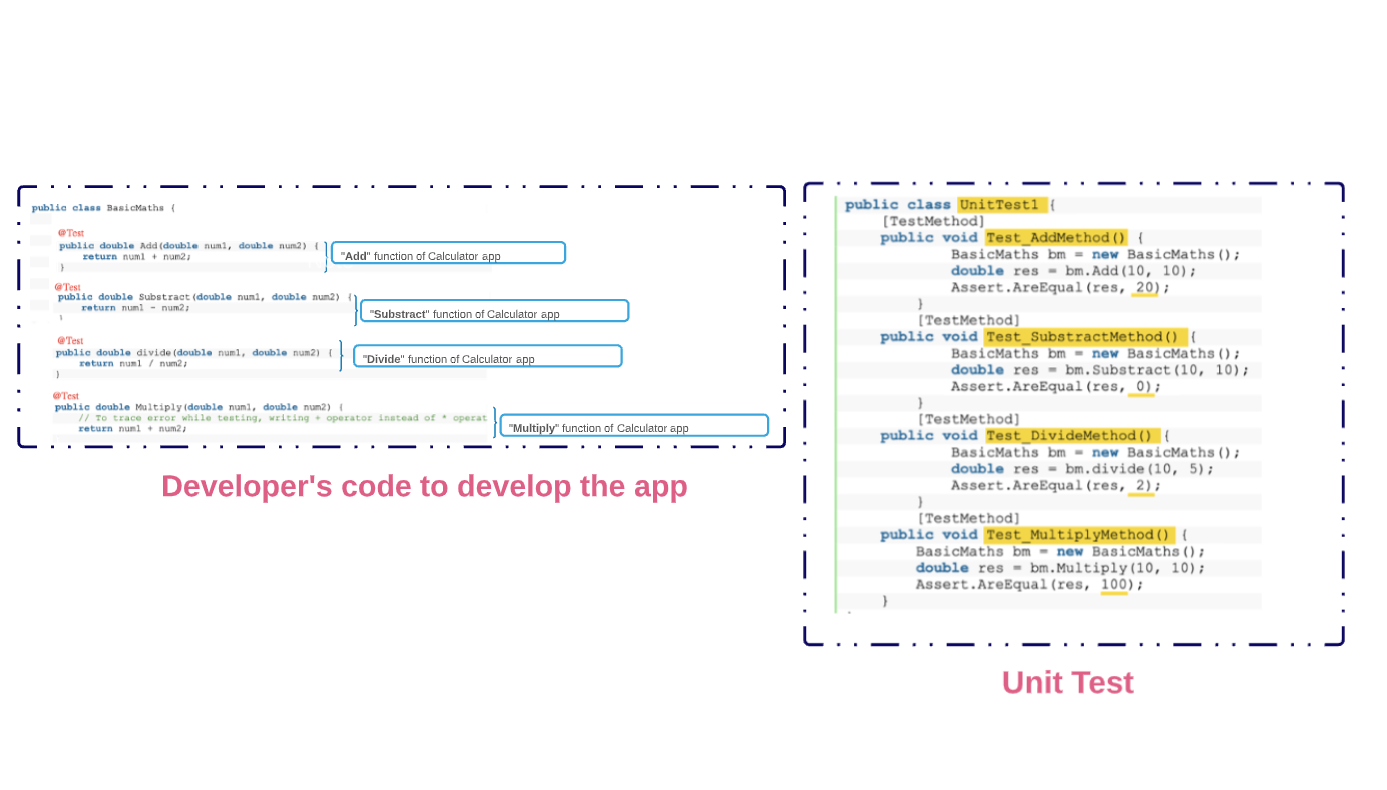 public class BasicMaths {
@Test
public double Add(double num1, double num2) {
return num1 + num2;
}
"Add" function of Calculator app
@Test
public double Substract(double num1, double num2) {
return num1 - num2;
}
"Substract" function of Calculator app
@Test
public double divide(double num1, double num2) {
return num1 / num2;
}
"Divide" function of Calculator app
@Test
public double Multiply(double num1, double num2) {
// To trace error while testing, writing + operator instead of * operat
return num1 + num2;
"Multiply" function of Calculator app
Developer's code to develop the app
public class UnitTest1 {
[TestMethod]
public void Test_AddMethod() {
BasicMaths bm = new BasicMaths();
double res = bm.Add(10, 10);
Assert.AreEqual(res, 20);
}
[TestMethod]
public void Test_SubstractMethod() {
BasicMaths bm = new BasicMaths();
double res = bm.Substract(10, 10);
Assert.AreEqual(res, 0);
}
[TestMethod]
public void Test_DivideMethod() {
BasicMaths bm = new BasicMaths();
double res = bm.divide(10, 5);
Assert.AreEqual(res, 2);
}
[TestMethod]
public void Test_MultiplyMethod() {
BasicMaths bm = new BasicMaths();
double res = bm.Multiply(10, 10);
Assert.AreEqual(res, 100);
}
Unit Test